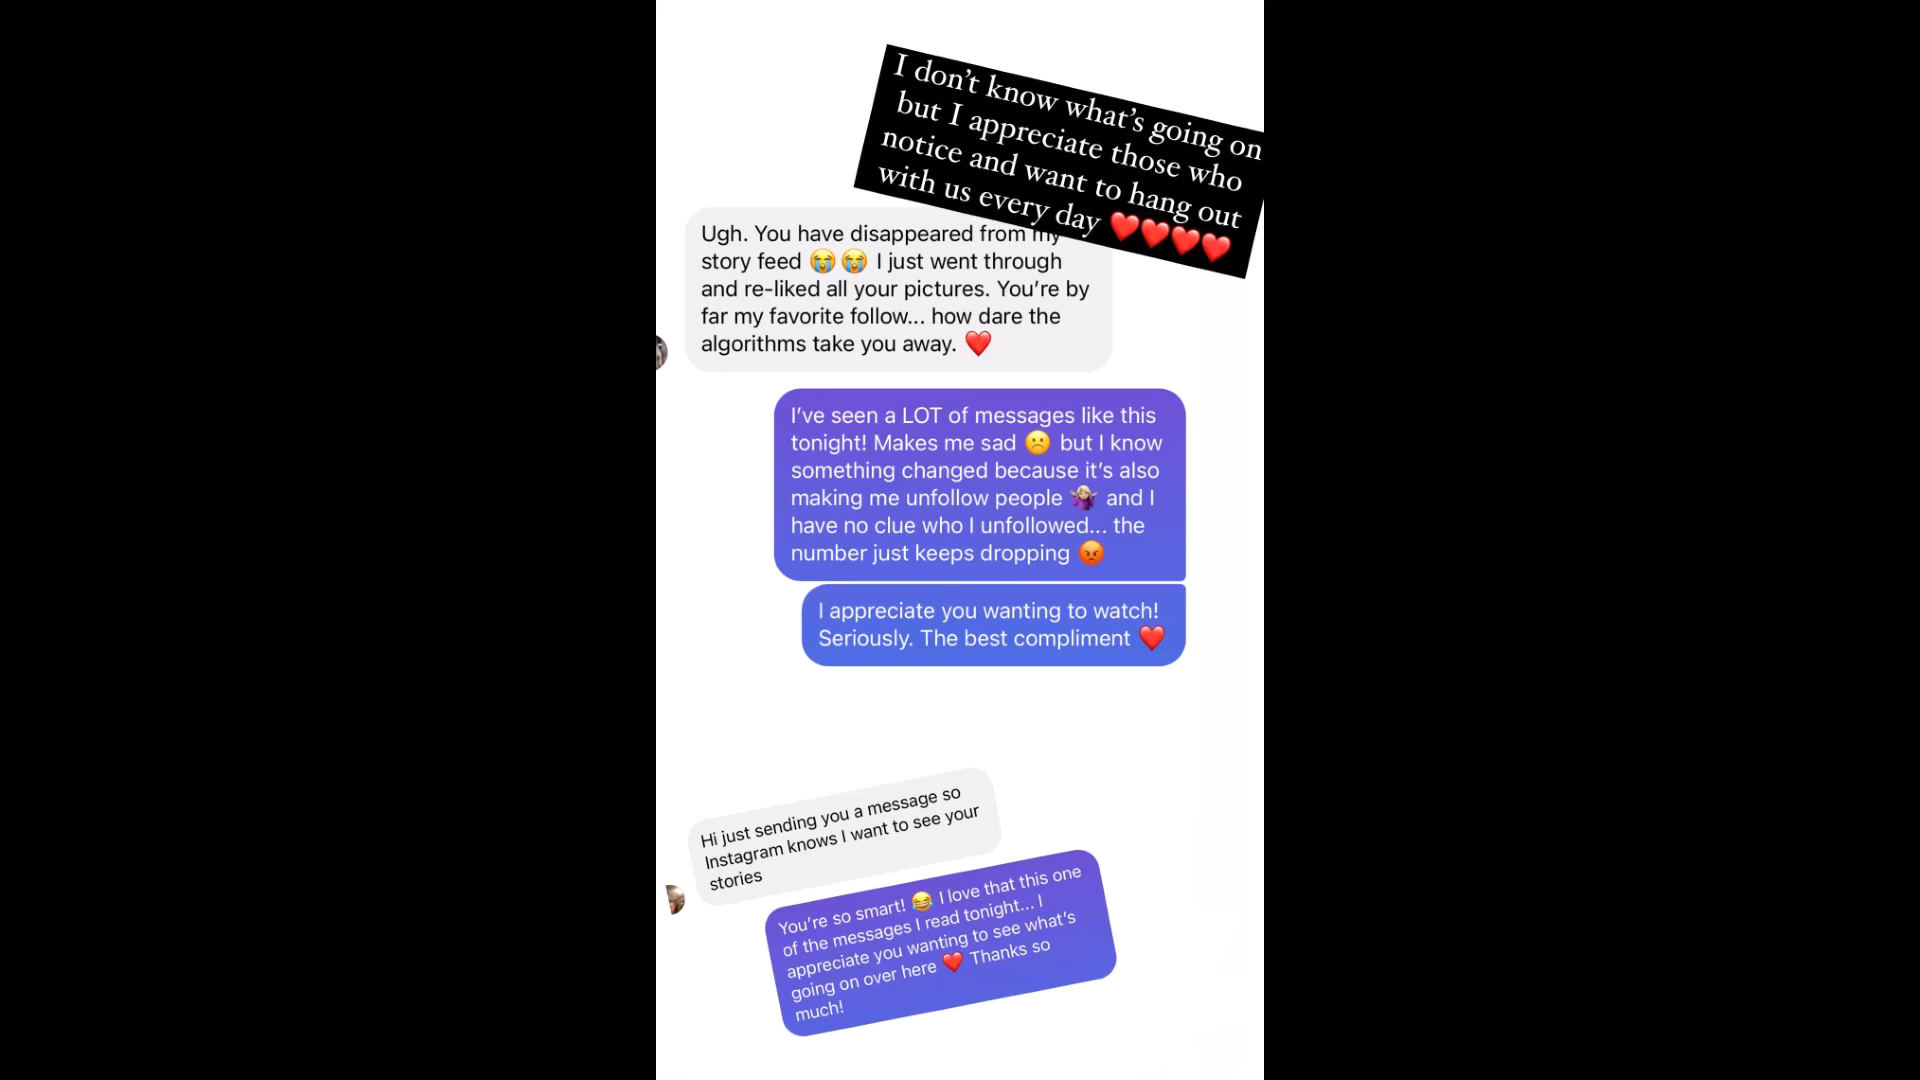 I don’t know what’s going on
but I appreciate those who
notice and want to hang out
with us every day ❤️❤️❤️❤️
Ugh. You have disappeared from my
story feed 😭😭 I just went through
and re-liked all your pictures. You’re by
far my favorite follow... how dare the
algorithms take you away. ❤️
I’ve seen a LOT of messages like this
tonight! Makes me sad ☹️ but I know
something changed because it’s also
making me unfollow people 🤷🏼‍♀️ and I
have no clue who I unfollowed... the
number just keeps dropping 😡
I appreciate you wanting to watch!
Seriously. The best compliment ❤️
Hi just sending you a message so
Instagram knows I want to see your
stories
You’re so smart! 😂 I love that this one
of the messages I read tonight... I
appreciate you wanting to see what’s
going on over here ❤️ Thanks so
much!